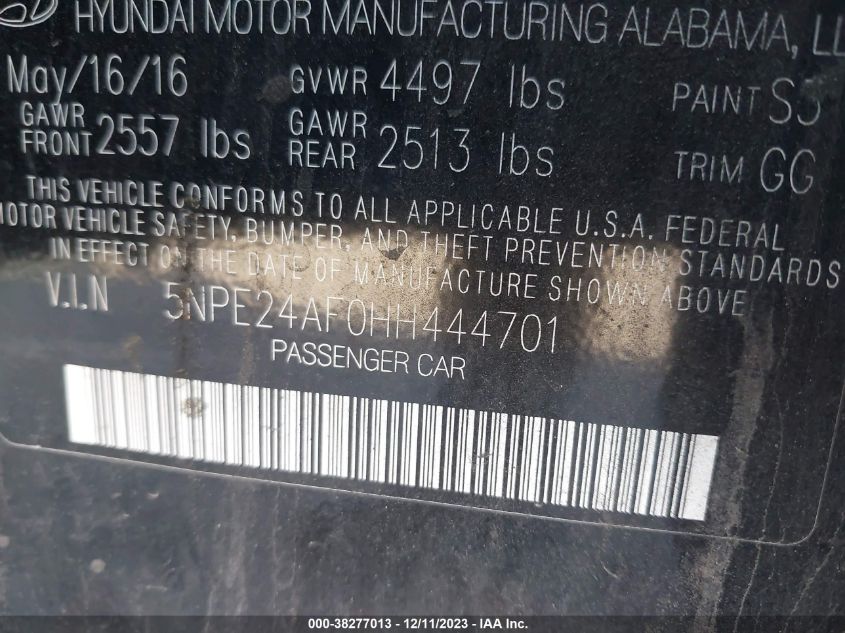 HYUNDAI MOTOR MANUFACTURING ALABAMA,
May/16/16 GVWR 4497 lbs PAINT
GAWR FRONT 2557 lbs GAWR REAR 2513 lbs TRIM GG
THIS VEHICLE CONFORMS TO ALL APPLICABLE U.S.A. FEDERAL
MOTOR VEHICLE SAFETY, BUMPER, AND THEFT PREVENTION STANDARDS
IN EFFECT ON THE DATE OF MANUFACTURE SHOWN ABOVE
V.I.N 5NPE24AF0HH444701
PASSENGER CAR
000-38277013 - 12/11/2023 - IAA Inc.